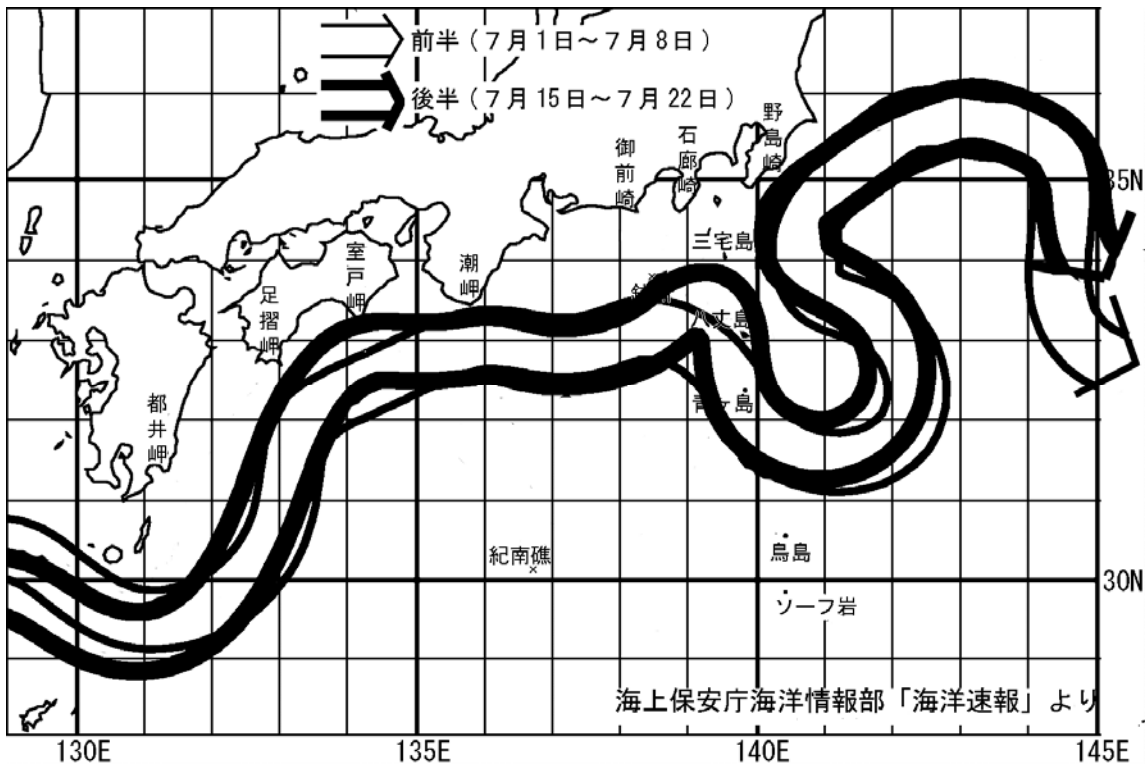 前半(7月1日~7月8日)
後半(7月15日~7月22日)
野島崎
石廊崎
御前崎
35N
三宅島
室戸岬
潮岬
足摺岬
八丈島
青ヶ島
都井岬
紀南礁
鳥島
30N
ソーフ岩
海上保安庁海洋情報部「海洋速報」より
130E
135E
140E
145E